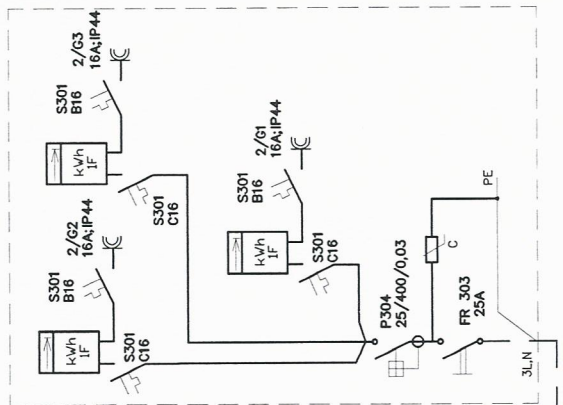 2/G3
16A;IP44
S301
B16
kWh
1F
S301
C16
2/G2
16A;IP44
S301
B16
kWh
1F
S301
C16
2/G1
16A;IP44
S301
B16
kWh
1F
S301
C16
P304
25/400/0,03
C
PE
FR 303
25A
3L,N